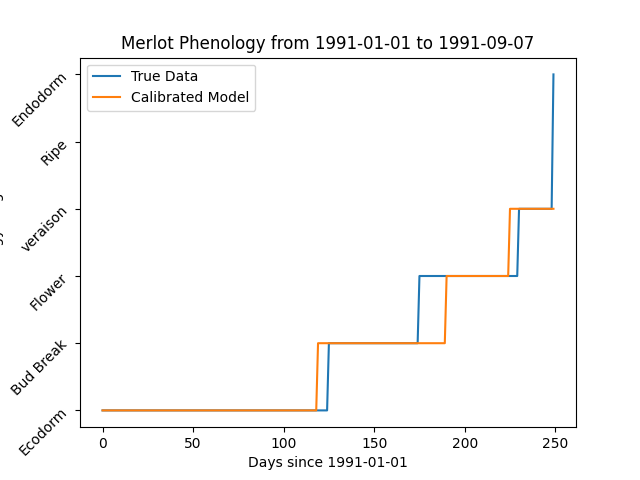 Merlot Phenology from 1991-01-01 to 1991-09-07
True Data
Calibrated Model
Endodorm
Ripe
veraison
Flower
Bud Break
Ecodorm
0 50 100 150 200 250
Days since 1991-01-01